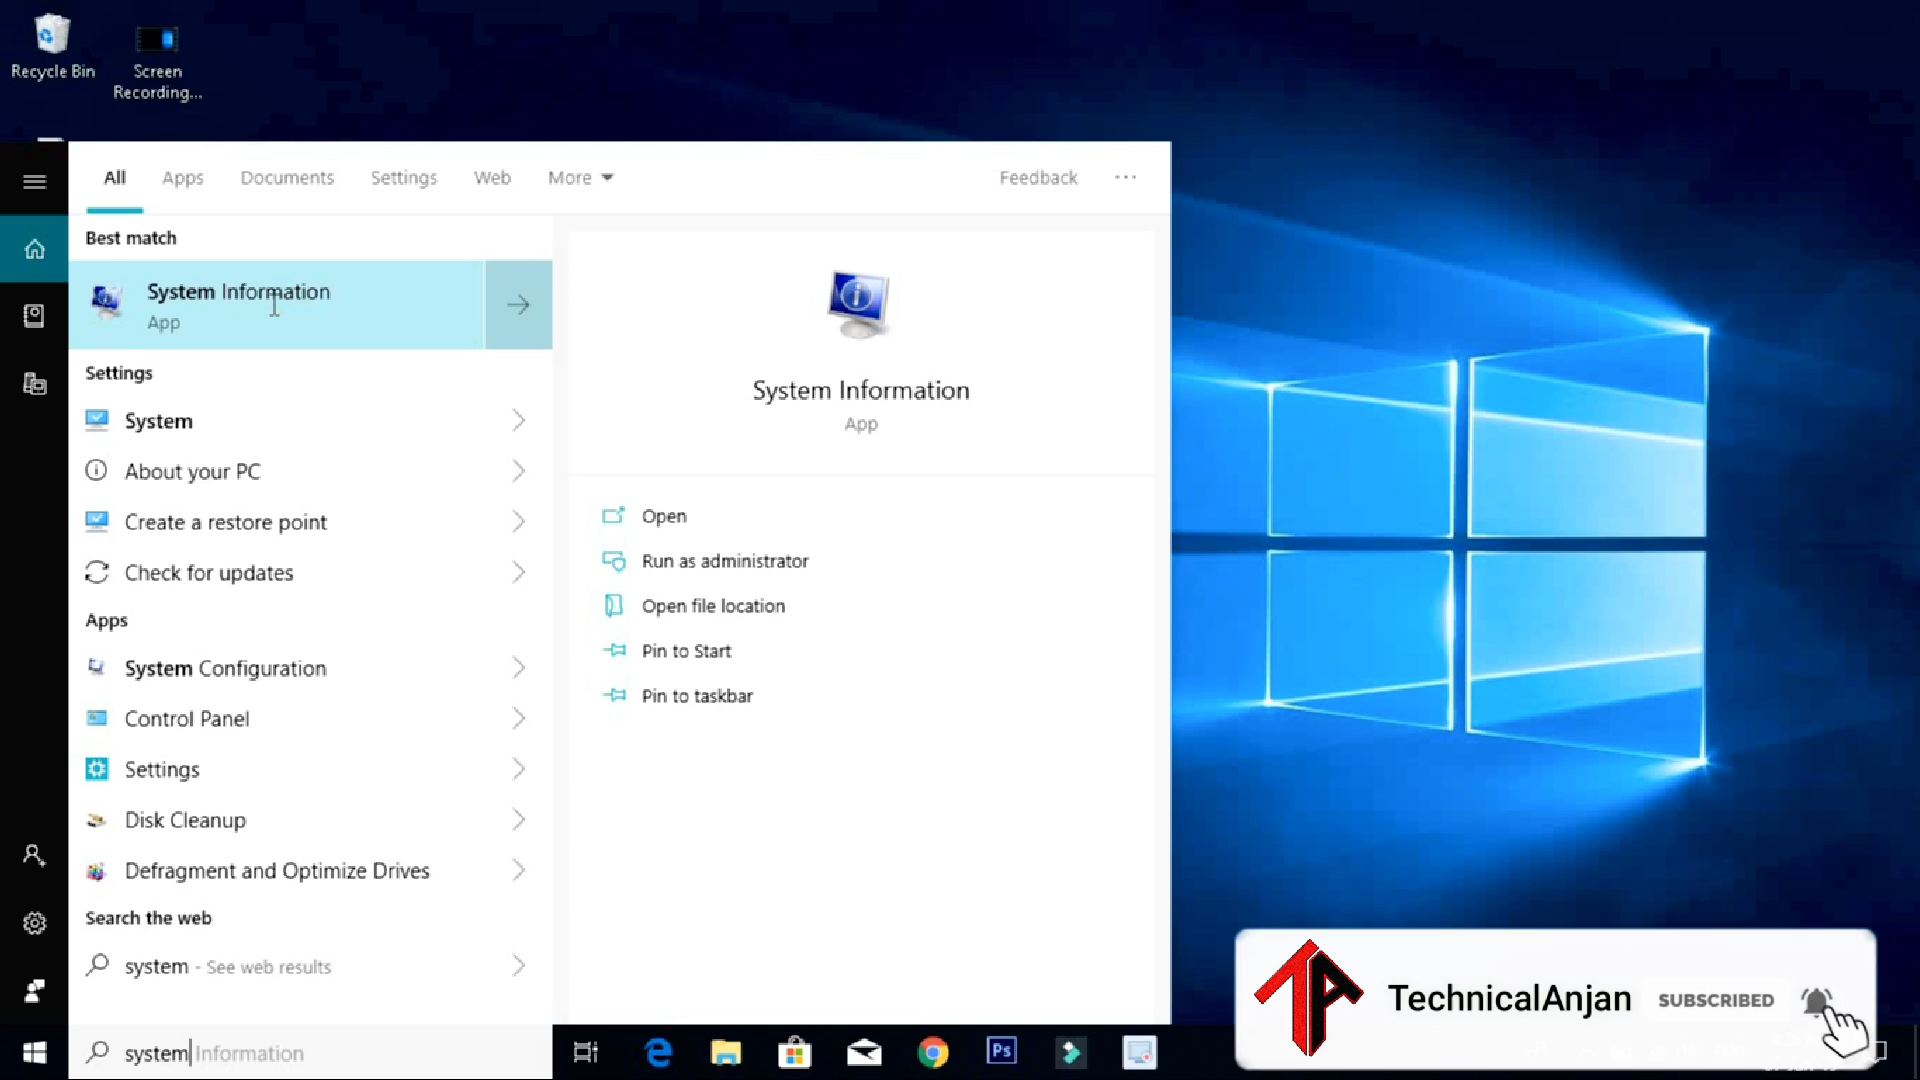 Recycle Bin
Screen
Recording...
All
Apps
Documents
Settings
Web
More
Feedback
...
Best match
System Information
App
Settings
System
About your PC
Create a restore point
Check for updates
Apps
System Configuration
Control Panel
Settings
Disk Cleanup
Defragment and Optimize Drives
Search the web
system - See web results
system Information
System Information
App
Open
Run as administrator
Open file location
Pin to Start
Pin to taskbar
Ps
TA
TechnicalAnjan
SUBSCRIBED